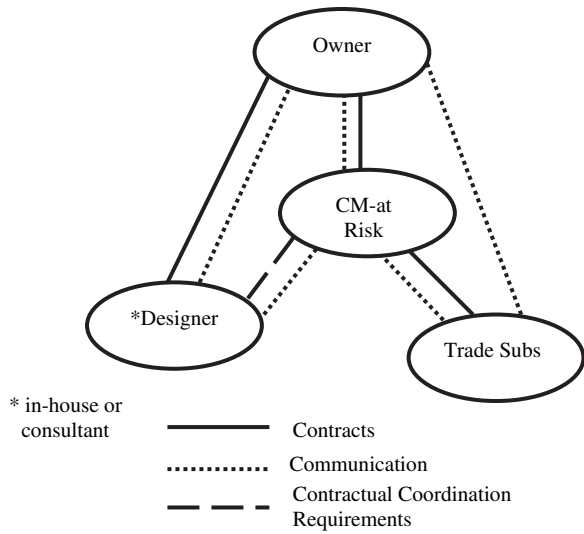 Owner
CM-at
Risk
*Designer
Trade Subs
* in-house or
consultant
Contracts
Communication
Contractual Coordination
Requirements